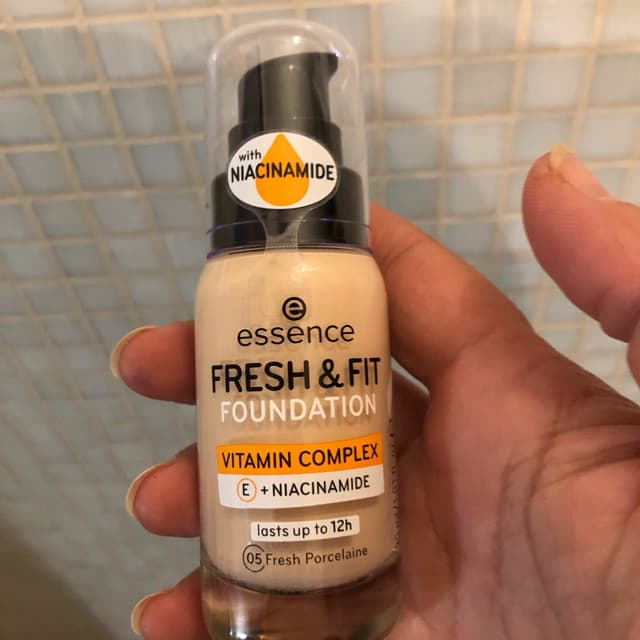 with
NIACINAMIDE
e
essence
FRESH & FIT
FOUNDATION
VITAMIN COMPLEX
E + NIACINAMIDE
lasts up to 12h
05 Fresh Porcelaine